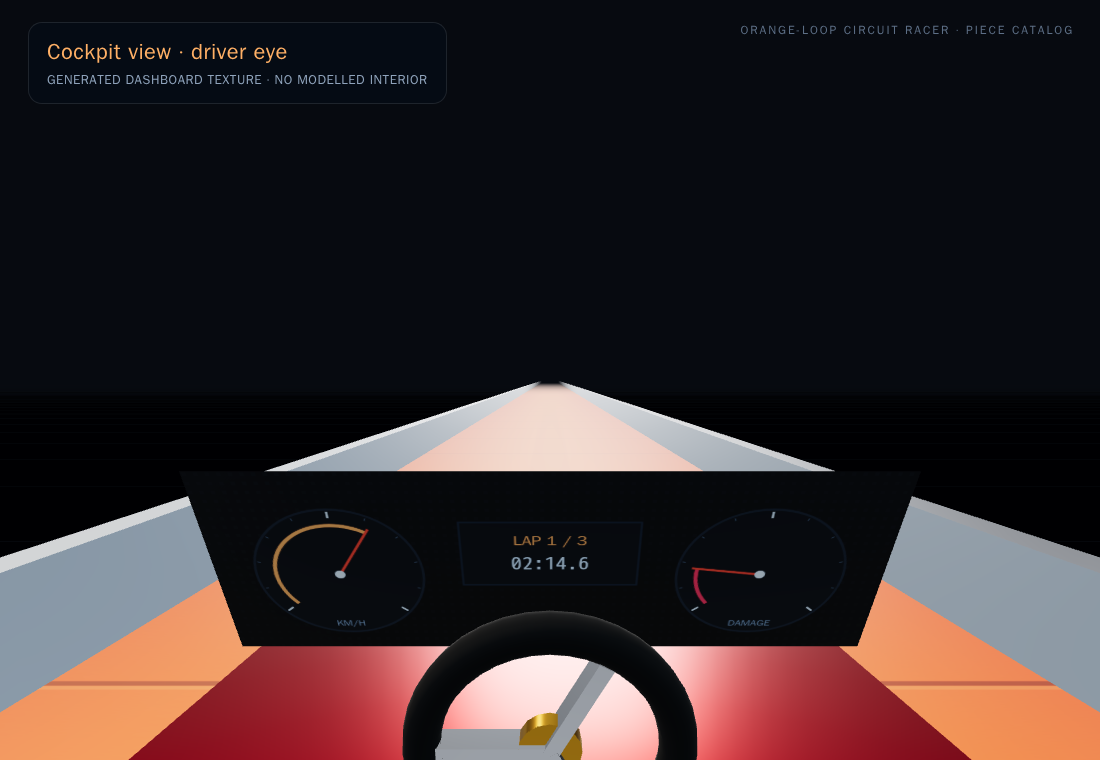 Cockpit view · driver eye
GENERATED DASHBOARD TEXTURE · NO MODELLED INTERIOR
ORANGE-LOOP CIRCUIT RACER · PIECE CATALOG
LAP 1 / 3
02:14.6
KM/H
DAMAGE